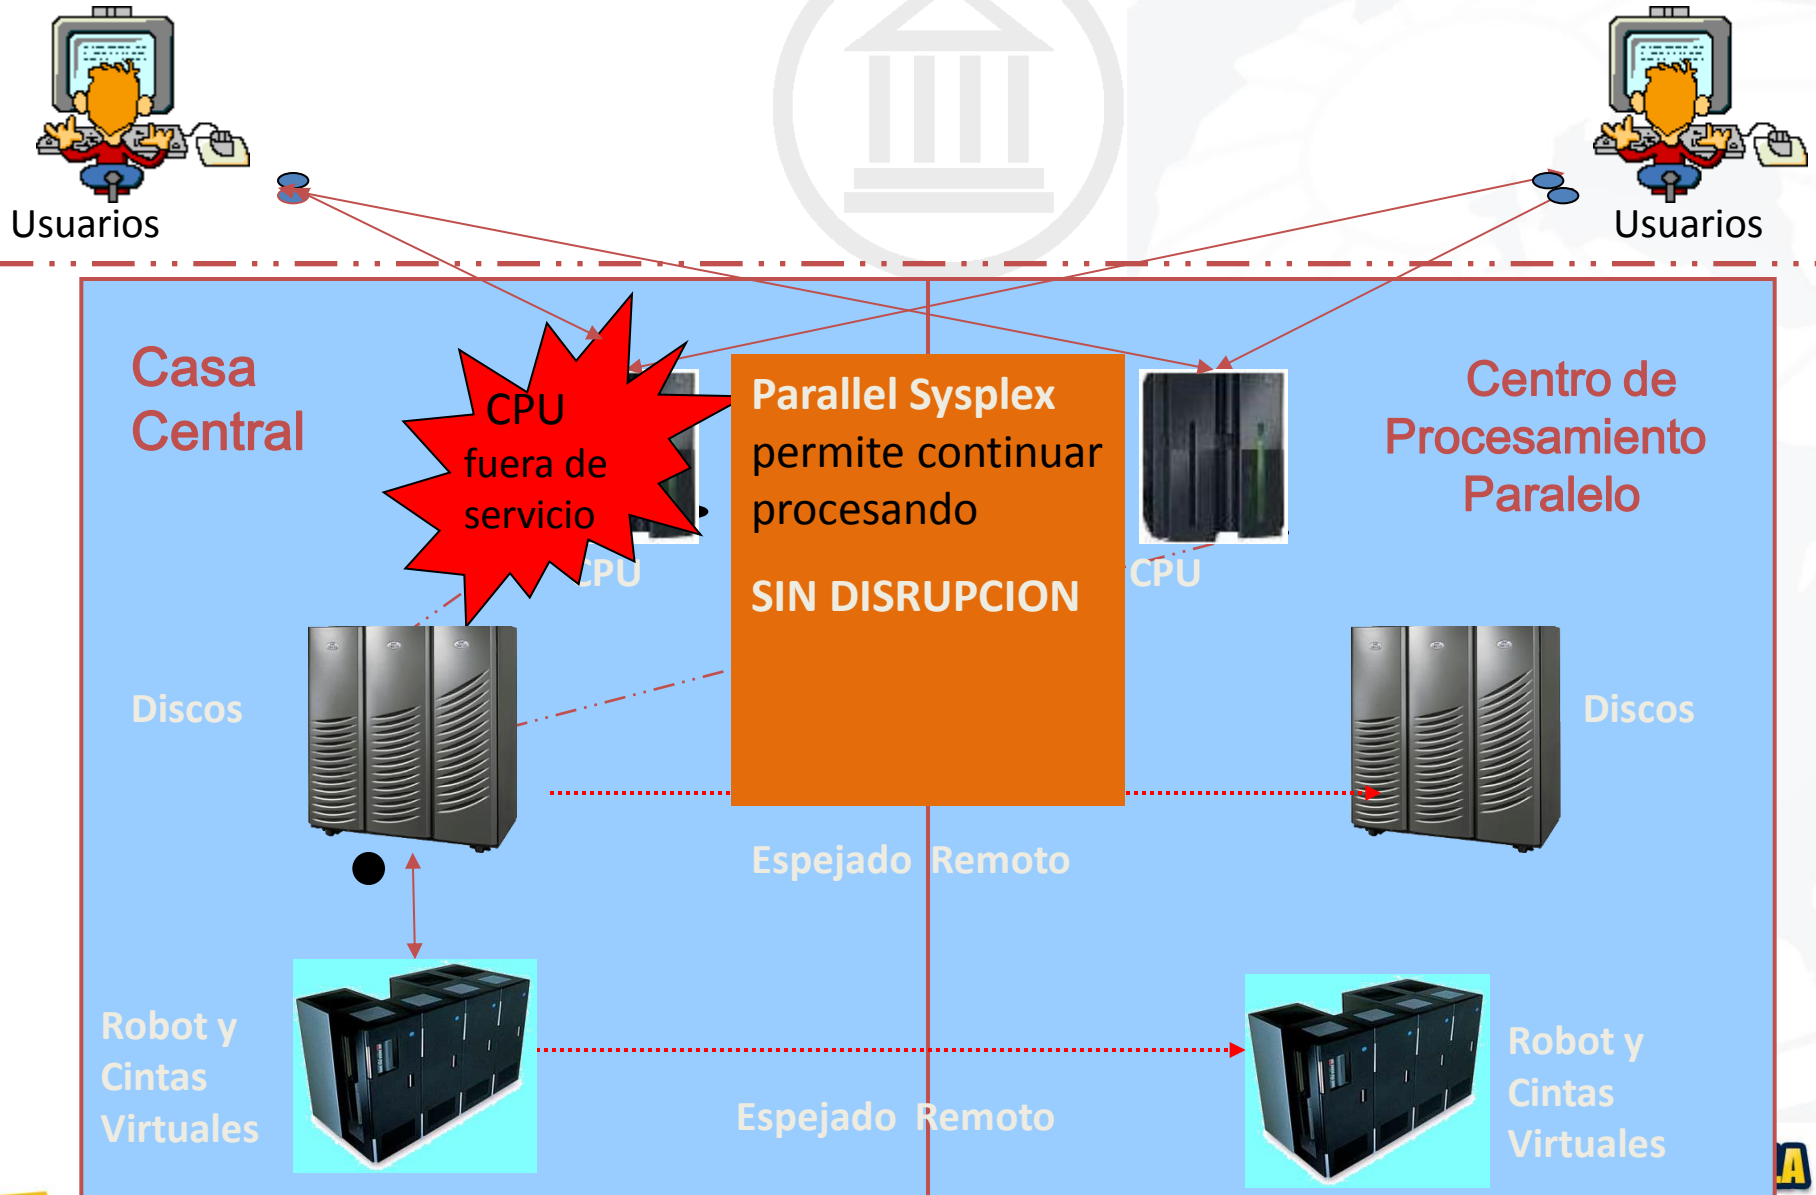 Usuarios
Usuarios
Casa
Central
CPU
fuera de
servicio
CPU
Parallel Sysplex
permite continuar
procesando
SIN DISRUPCION
CPU
Centro de
Procesamiento
Paralelo
Discos
Discos
Espejado Remoto
Robot y
Cintas
Virtuales
Espejado Remoto
Robot y
Cintas
Virtuales